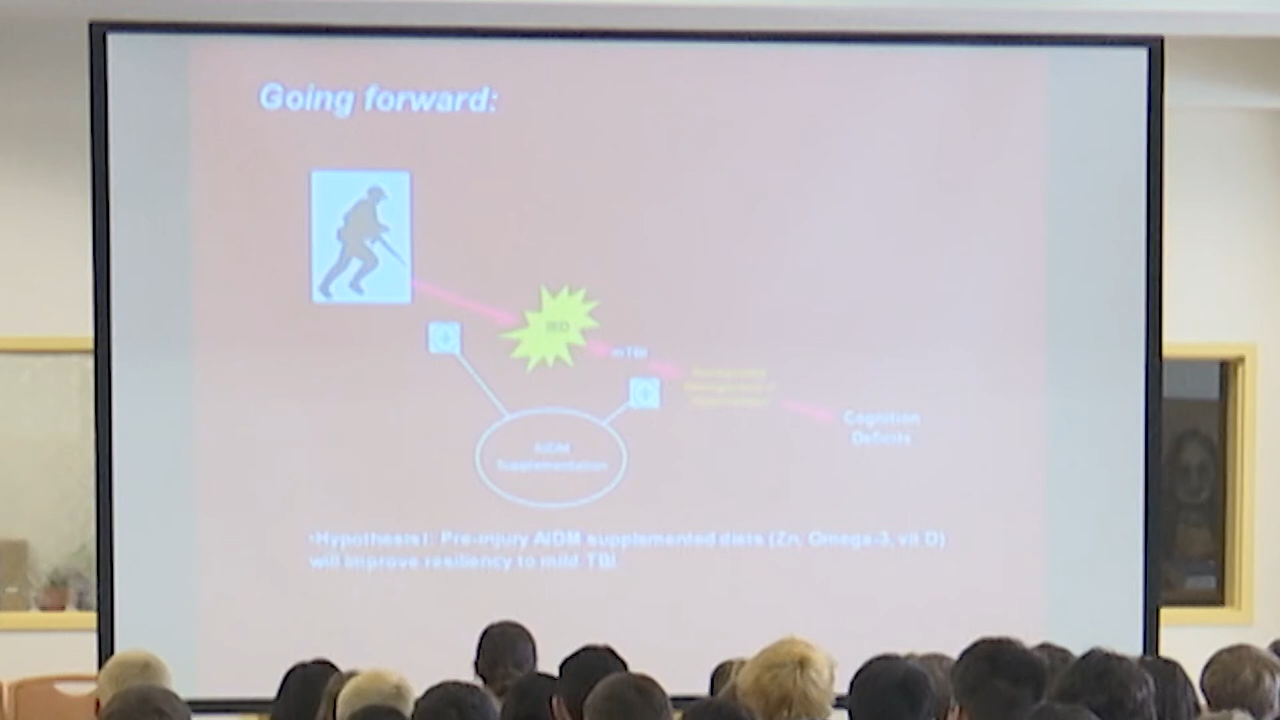 Going forward:
IED
mTBI
Cognition
Deficits
AIDM
Supplementation
•Hypothesis1: Pre-injury AIDM supplemented diets (Zn, Omega-3, vit D)
will improve resiliency to mild TBI